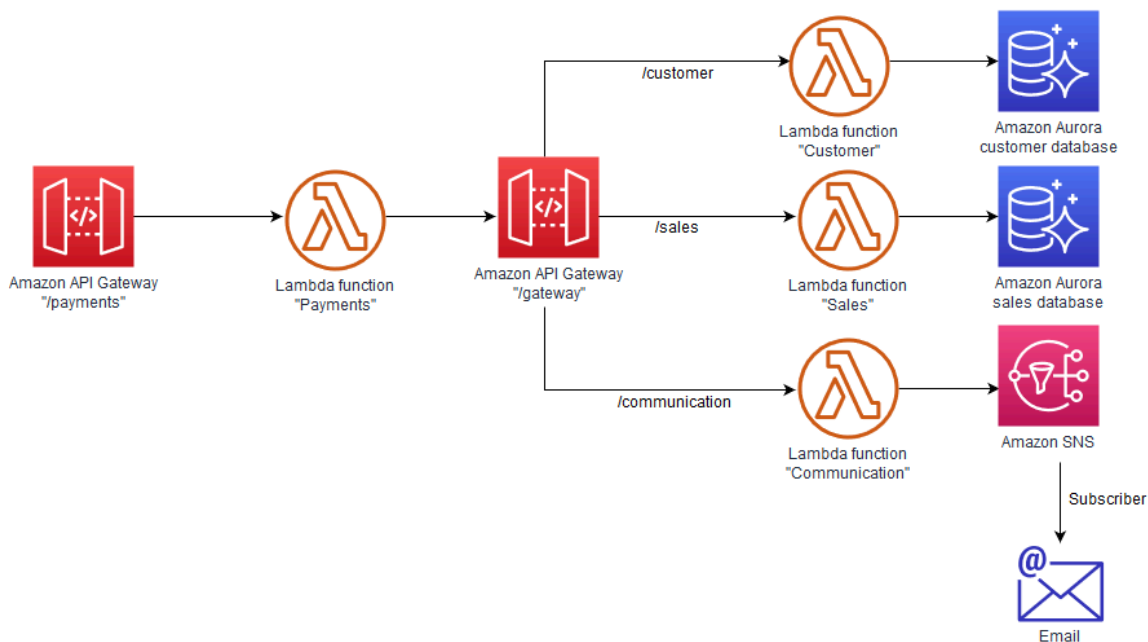 /customer
Lambda function
"Customer"
Amazon Aurora
customer database
</>
Amazon API Gateway
"/payments"
Lambda function
"Payments"
</>
Amazon API Gateway
"/gateway"
/sales
Lambda function
"Sales"
Amazon Aurora
sales database
/communication
Lambda function
"Communication"
Amazon SNS
Subscriber
@
Email